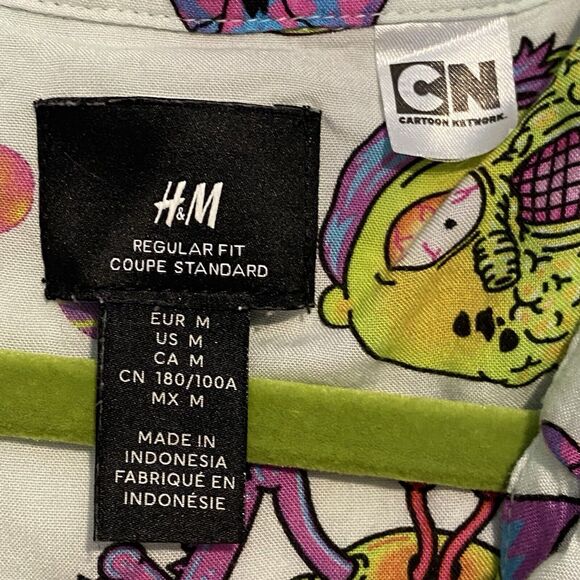 CN
CARTOON NETWORK.
H&M
REGULAR FIT
COUPE STANDARD
EUR M
US M
CA M
CN 180/100A
MX M
MADE IN
INDONESIA
FABRIQUÉ EN
INDONÉSIE